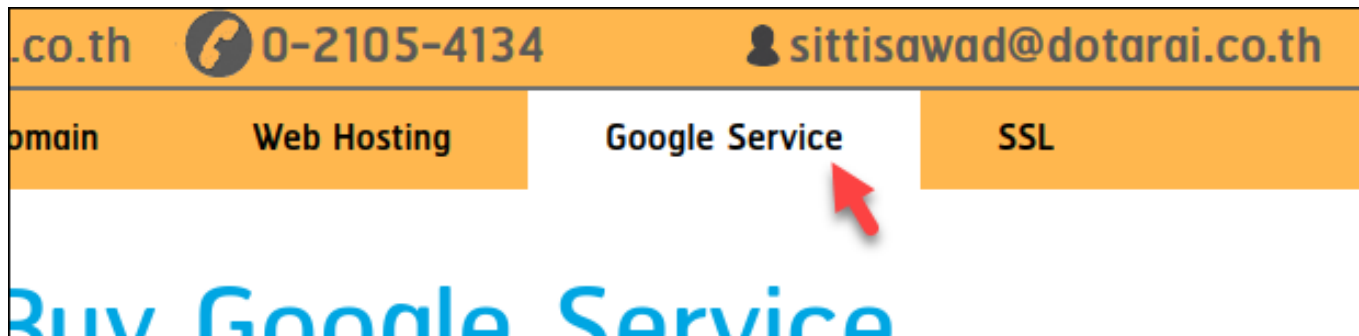 .co.th 0-2105-4134 sittisawad@dotarai.co.th
omain Web Hosting Google Service SSL
Buy Google Service